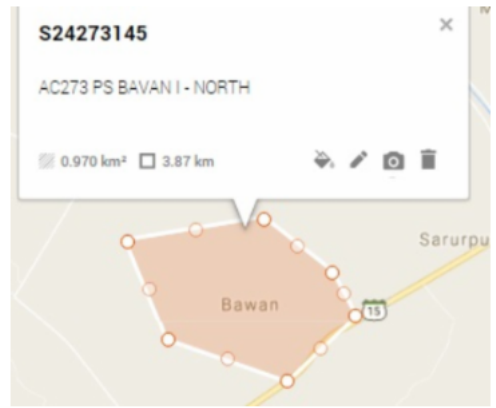 S24273145
AC273 PS BAVAN I - NORTH
0.970 km² 3.87 km
Sarurpu
Bawan
15